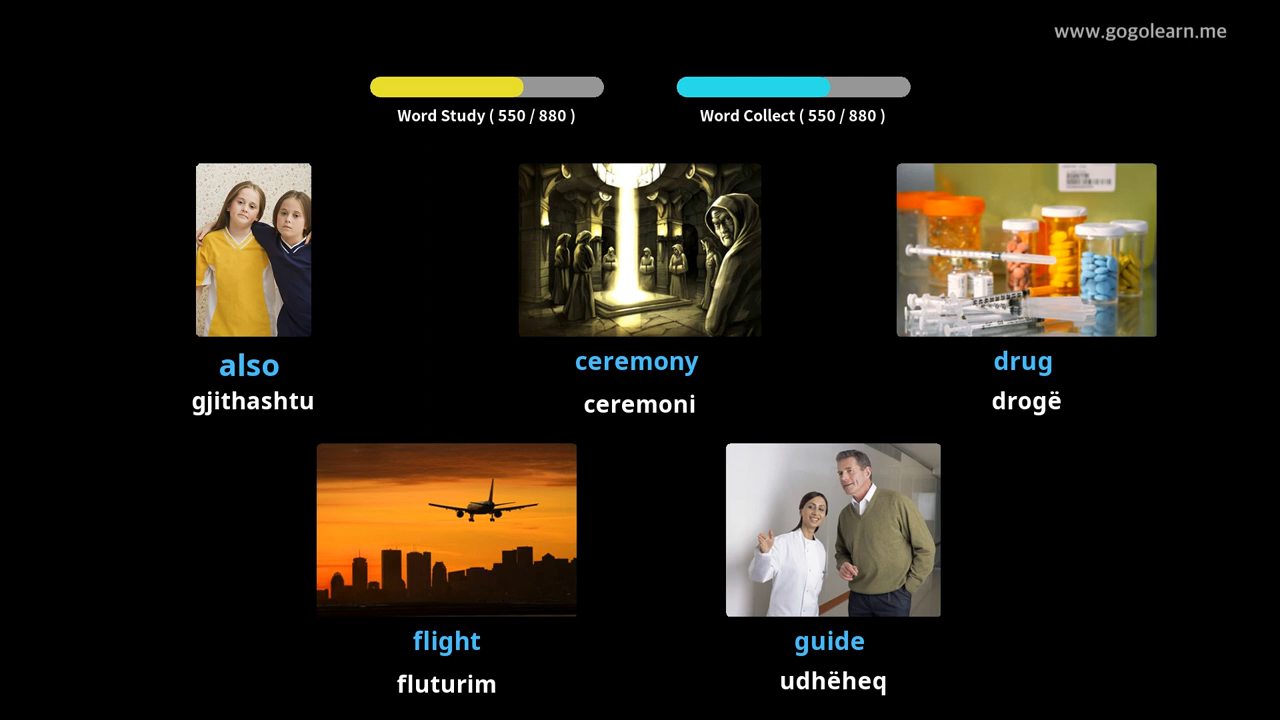 www.gogolearn.me
Word Study ( 550 / 880 )
Word Collect ( 550 / 880 )
also
gjithashtu
ceremony
ceremoni
drug
drogë
flight
fluturim
guide
udhëheq